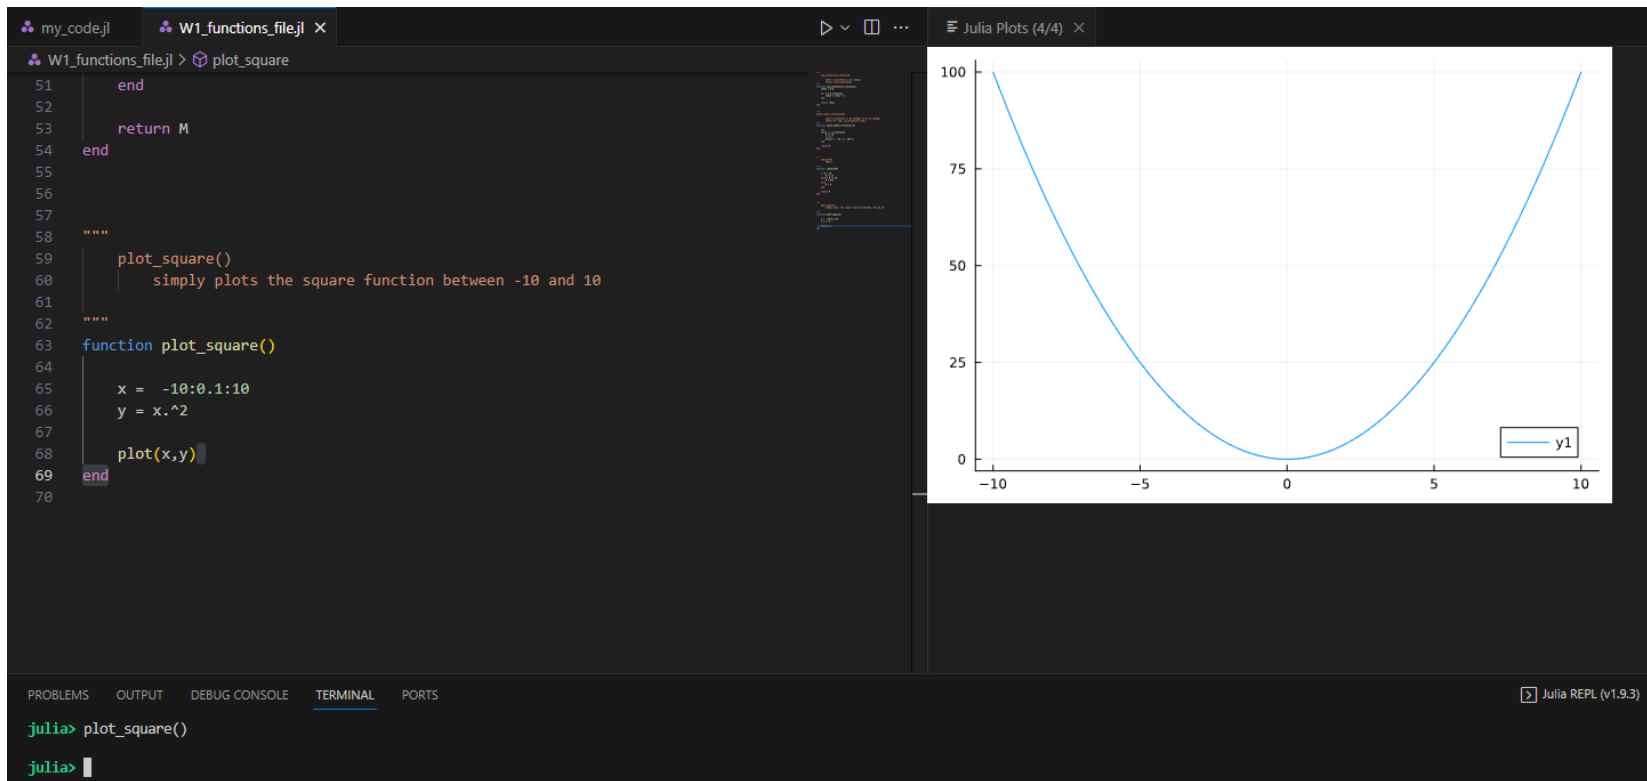 my_code.jl W1_functions_file.jl
W1_functions_file.jl > plot_square
51 end
52
53 return M
54 end
55
56
57
58 """
59 plot_square()
60 simply plots the square function between -10 and 10
61
62 """
63 function plot_square()
64
65 x =  -10:0.1:10
66 y = x.^2
67
68 plot(x,y)
69 end
70
Julia Plots (4/4)
100
75
50
25
0
−10 −5 0 5 10
y1
PROBLEMS OUTPUT DEBUG CONSOLE TERMINAL PORTS
Julia REPL (v1.9.3)
julia> plot_square()
julia>